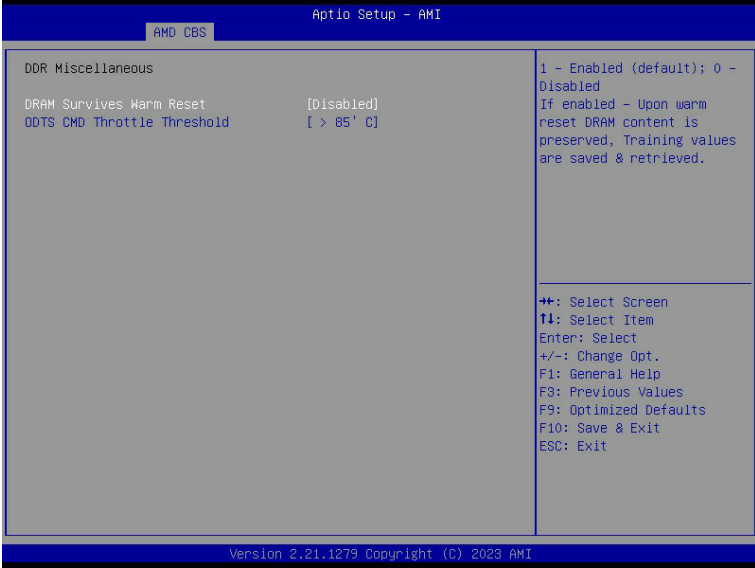 Aptio Setup – AMI
AMD CBS
DDR Miscellaneous
DRAM Survives Warm Reset [Disabled]
ODTS CMD Throttle Threshold [ > 85' C]
1 – Enabled (default); 0 –
Disabled
If enabled – Upon warm
reset DRAM content is
preserved, Training values
are saved & retrieved.
→←: Select Screen
↑↓: Select Item
Enter: Select
+/-: Change Opt.
F1: General Help
F3: Previous Values
F9: Optimized Defaults
F10: Save & Exit
ESC: Exit
Version 2.21.1279 Copyright (C) 2023 AMI